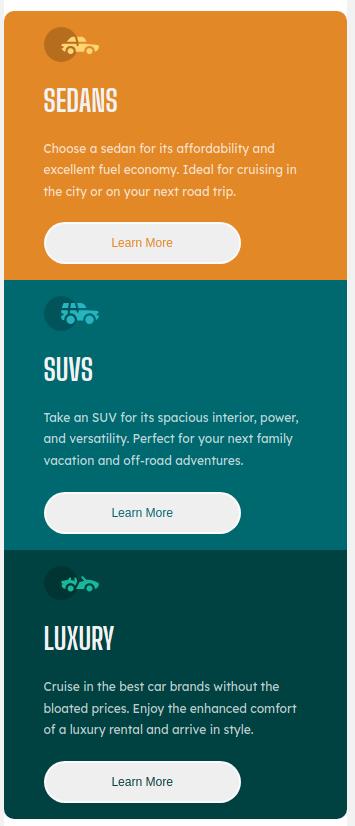 SEDANS
Choose a sedan for its affordability and
excellent fuel economy. Ideal for cruising in
the city or on your next road trip.
Learn More
SUVS
Take an SUV for its spacious interior, power,
and versatility. Perfect for your next family
vacation and off-road adventures.
Learn More
LUXURY
Cruise in the best car brands without the
bloated prices. Enjoy the enhanced comfort
of a luxury rental and arrive in style.
Learn More